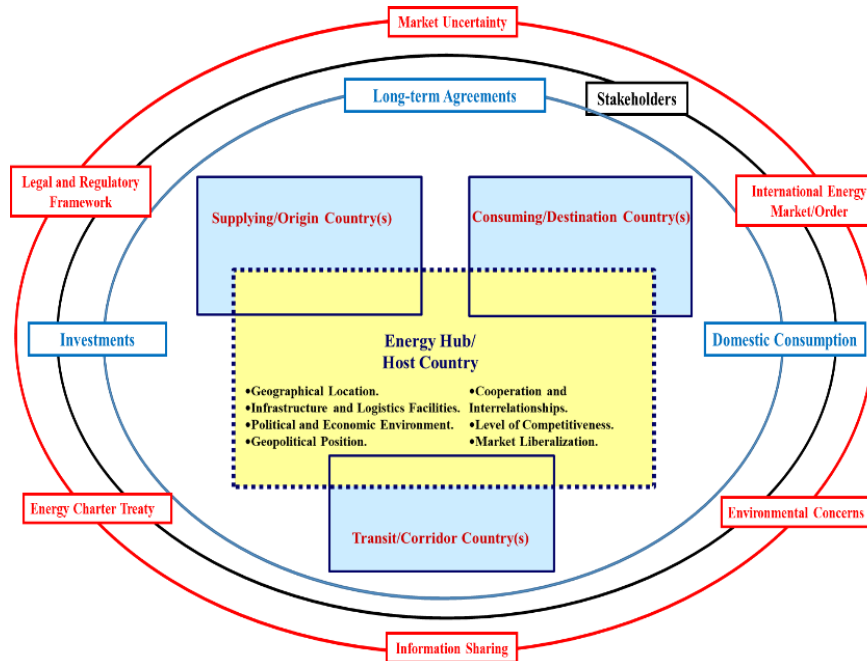 Market Uncertainty
Long-term Agreements
Stakeholders
Legal and Regulatory
Framework
International Energy
Market/Order
Supplying/Origin Country(s)
Consuming/Destination Country(s)
Investments
Domestic Consumption
Energy Hub/
Host Country
•Geographical Location.
•Infrastructure and Logistics Facilities.
•Political and Economic Environment.
•Geopolitical Position.
•Cooperation and
Interrelationships.
•Level of Competitiveness.
•Market Liberalization.
Energy Charter Treaty
Environmental Concerns
Transit/Corridor Country(s)
Information Sharing